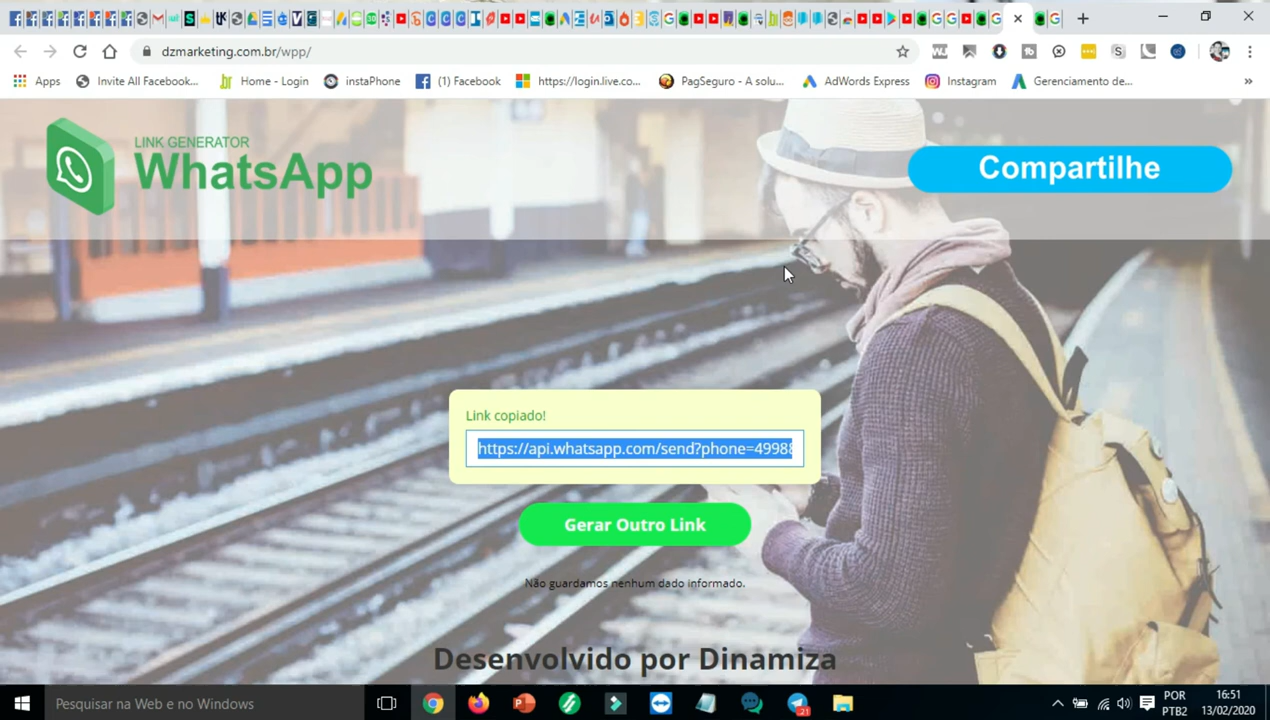 dzmarketing.com.br/wpp/
Apps
Invite All Facebook...
Home - Login
instaPhone
(1) Facebook
https://login.live.co...
PagSeguro - A solu...
AdWords Express
Instagram
Gerenciamento de...
»
LINK GENERATOR
WhatsApp
Compartilhe
Link copiado!
https://api.whatsapp.com/send?phone=49988
Gerar Outro Link
Não guardamos nenhum dado informado.
Desenvolvido por Dinamiza
Pesquisar na Web e no Windows
21
POR
PTB2
16:51
13/02/2020